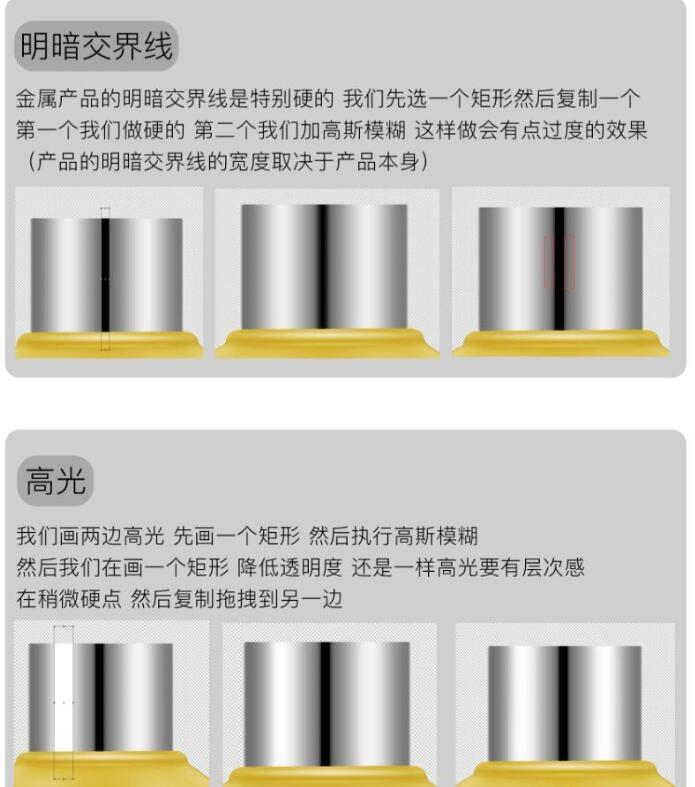 明暗交界线
金属产品的明暗交界线是特别硬的 我们先选一个矩形然后复制一个
第一个我们做硬的 第二个我们加高斯模糊 这样做会有点过度的效果
（产品的明暗交界线的宽度取决于产品本身）
高光
我们画两边高光 先画一个矩形 然后执行高斯模糊
然后我们在画一个矩形 降低透明度 还是一样高光要有层次感
在稍微硬点 然后复制拖拽到另一边